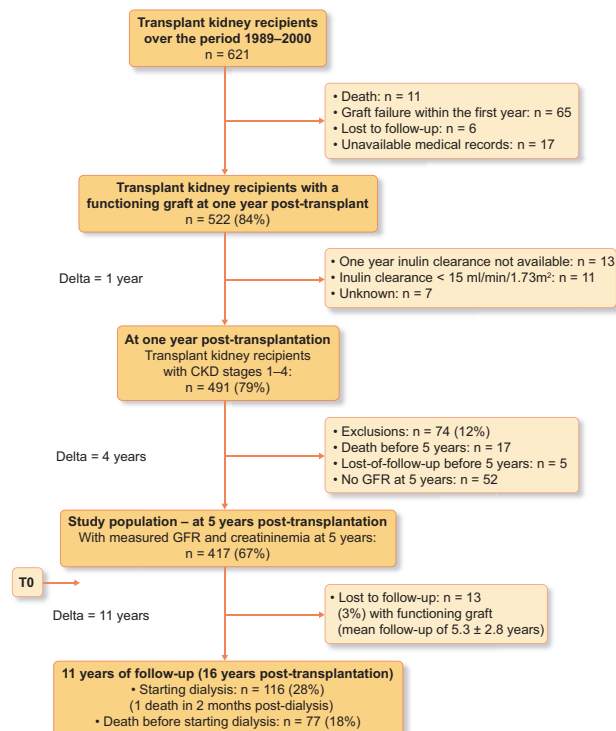 Transplant kidney recipients
over the period 1989–2000
n = 621
• Death: n = 11
• Graft failure within the first year: n = 65
• Lost to follow-up: n = 6
• Unavailable medical records: n = 17
Transplant kidney recipients with a
functioning graft at one year post-transplant
n = 522 (84%)
Delta = 1 year
• One year inulin clearance not available: n = 13
• Inulin clearance < 15 ml/min/1.73m²: n = 11
• Unknown: n = 7
At one year post-transplantation
Transplant kidney recipients
with CKD stages 1–4:
n = 491 (79%)
Delta = 4 years
• Exclusions: n = 74 (12%)
• Death before 5 years: n = 17
• Lost-of-follow-up before 5 years: n = 5
• No GFR at 5 years: n = 52
Study population – at 5 years post-transplantation
With measured GFR and creatininemia at 5 years:
n = 417 (67%)
T0
Delta = 11 years
• Lost to follow-up: n = 13
(3%) with functioning graft
(mean follow-up of 5.3 ± 2.8 years)
11 years of follow-up (16 years post-transplantation)
• Starting dialysis: n = 116 (28%)
(1 death in 2 months post-dialysis)
• Death before starting dialysis: n = 77 (18%)